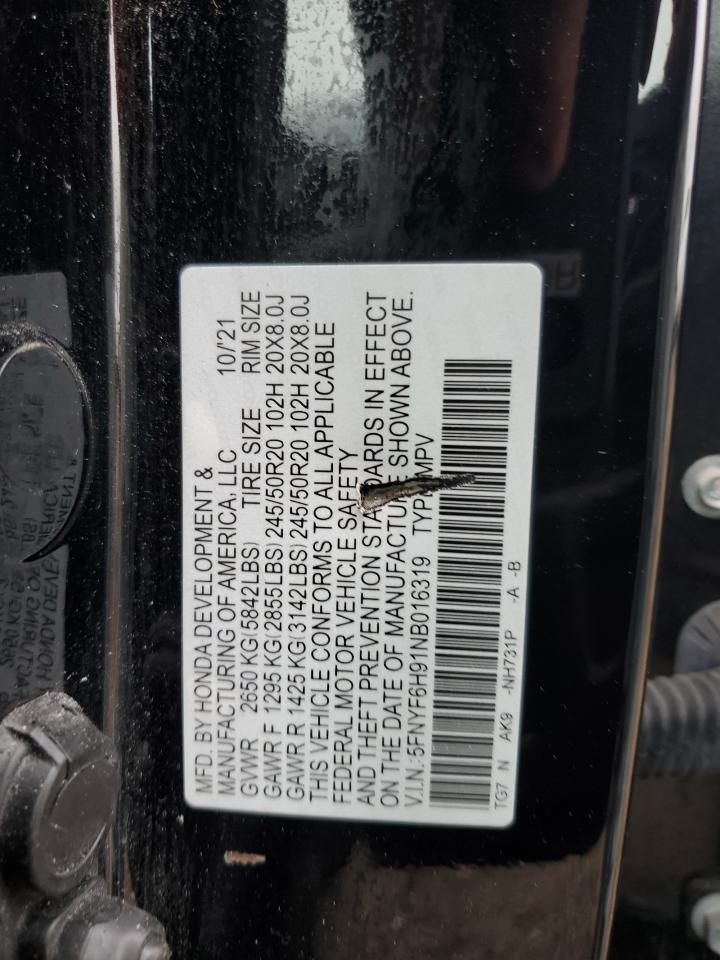 MFD. BY HONDA DEVELOPMENT &
MANUFACTURING OF AMERICA, LLC 10/'21
GVWR 2650 KG(5842LBS) TIRE SIZE RIM SIZE
GAWR F 1295 KG(2855LBS) 245/50R20 102H 20X8.0J
GAWR R 1425 KG(3142LBS) 245/50R20 102H 20X8.0J
THIS VEHICLE CONFORMS TO ALL APPLICABLE
FEDERAL MOTOR VEHICLE SAFETY
AND THEFT PREVENTION STANDARDS IN EFFECT
ON THE DATE OF MANUFACTURE SHOWN ABOVE.
V.I.N.:5FNYF6H91NB016319 TYPE:MPV
TG7 N AK9 -NH731P -A -B